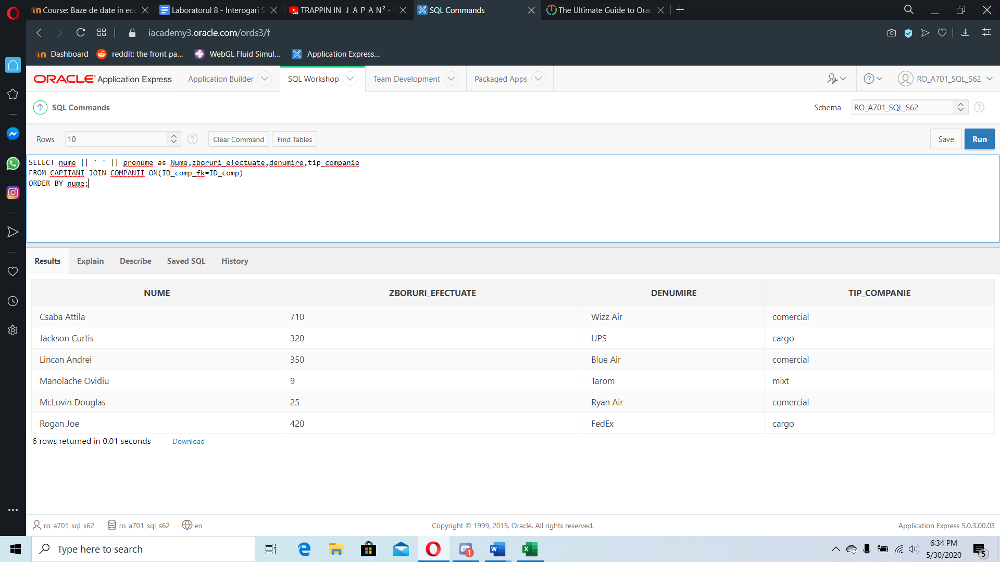 Course: Baze de date in eco
Laboratorul 8 - Interogari S
TRAPPIN IN J A P A N ² -
SQL Commands
The Ultimate Guide to Orac
iacademy3.oracle.com/ords3/f
Dashboard
reddit: the front pa...
WebGL Fluid Simul...
Application Express...
ORACLE Application Express
Application Builder
SQL Workshop
Team Development
Packaged Apps
RO_A701_SQL_S62
SQL Commands
Schema
RO_A701_SQL_S62
Rows
10
Clear Command
Find Tables
Save
Run
SELECT nume || ' ' || prenume as Nume,zboruri_efectuate,denumire,tip_companie
FROM CAPITANI JOIN COMPANII ON(ID_comp_fk=ID_comp)
ORDER BY nume;
Results Explain Describe Saved SQL History
NUME ZBORURI_EFECTUATE DENUMIRE TIP_COMPANIE
Csaba Attila 710 Wizz Air comercial
Jackson Curtis 320 UPS cargo
Lincan Andrei 350 Blue Air comercial
Manolache Ovidiu 9 Tarom mixt
McLovin Douglas 25 Ryan Air comercial
Rogan Joe 420 FedEx cargo
6 rows returned in 0.01 seconds Download
ro_a701_sql_s62 ro_a701_sql_s62 en
Copyright © 1999, 2015, Oracle. All rights reserved.
Application Express 5.0.3.00.03
Type here to search
1
6:34 PM
5/30/2020
5